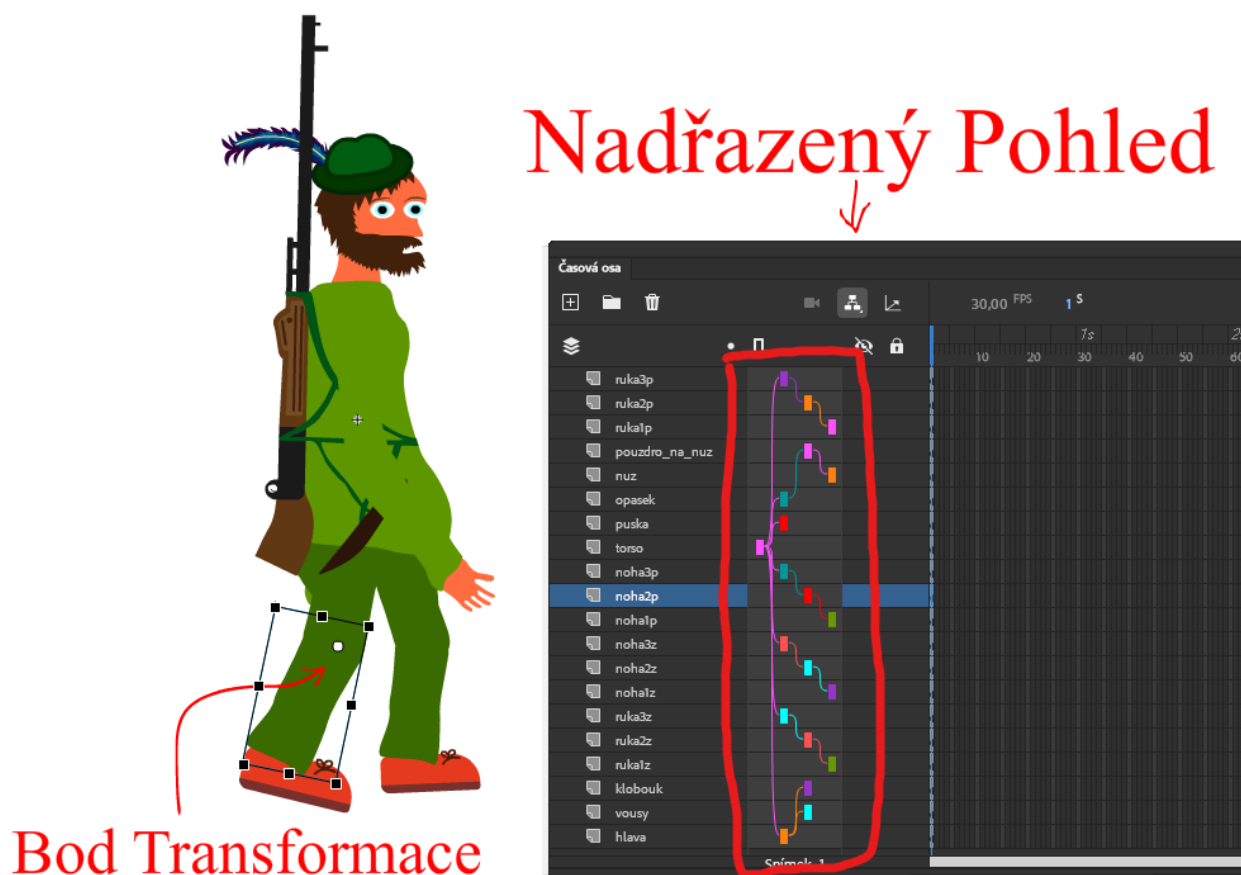 Nadřazený Pohled
Časová osa
30,00 FPS 1 S
1s 2s
10 20 30 40 50 60
ruka3p
ruka2p
ruka1p
pouzdro_na_nuz
nuz
opasek
puska
torso
noha3p
noha2p
noha1p
noha3z
noha2z
noha1z
ruka3z
ruka2z
ruka1z
klobouk
vousy
hlava
Snímek 1
Bod Transformace